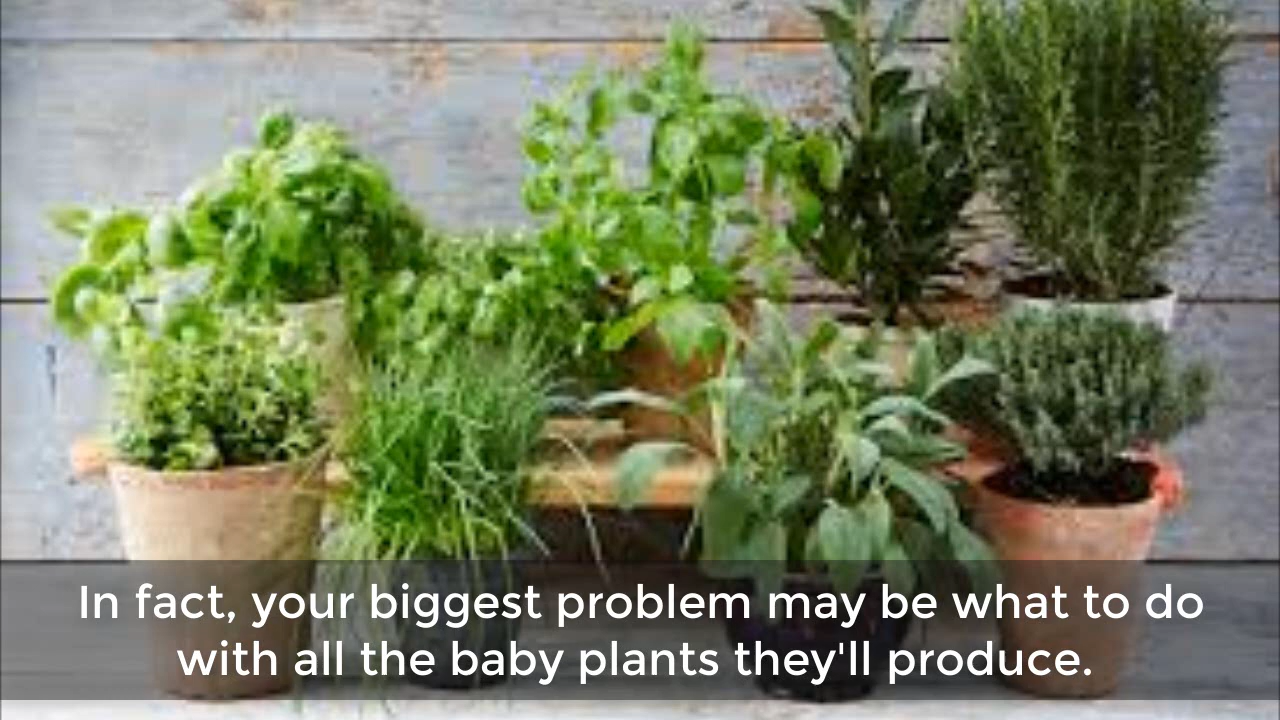 In fact, your biggest problem may be what to do
with all the baby plants they'll produce.